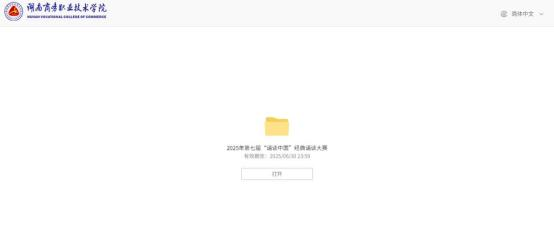 湖南商务职业技术学院
HUNAN VOCATIONAL COLLEGE OF COMMERCE
简体中文
2025年第七届“诵读中国”经典诵读大赛
有效期至：2025/06/30 23:59
打开